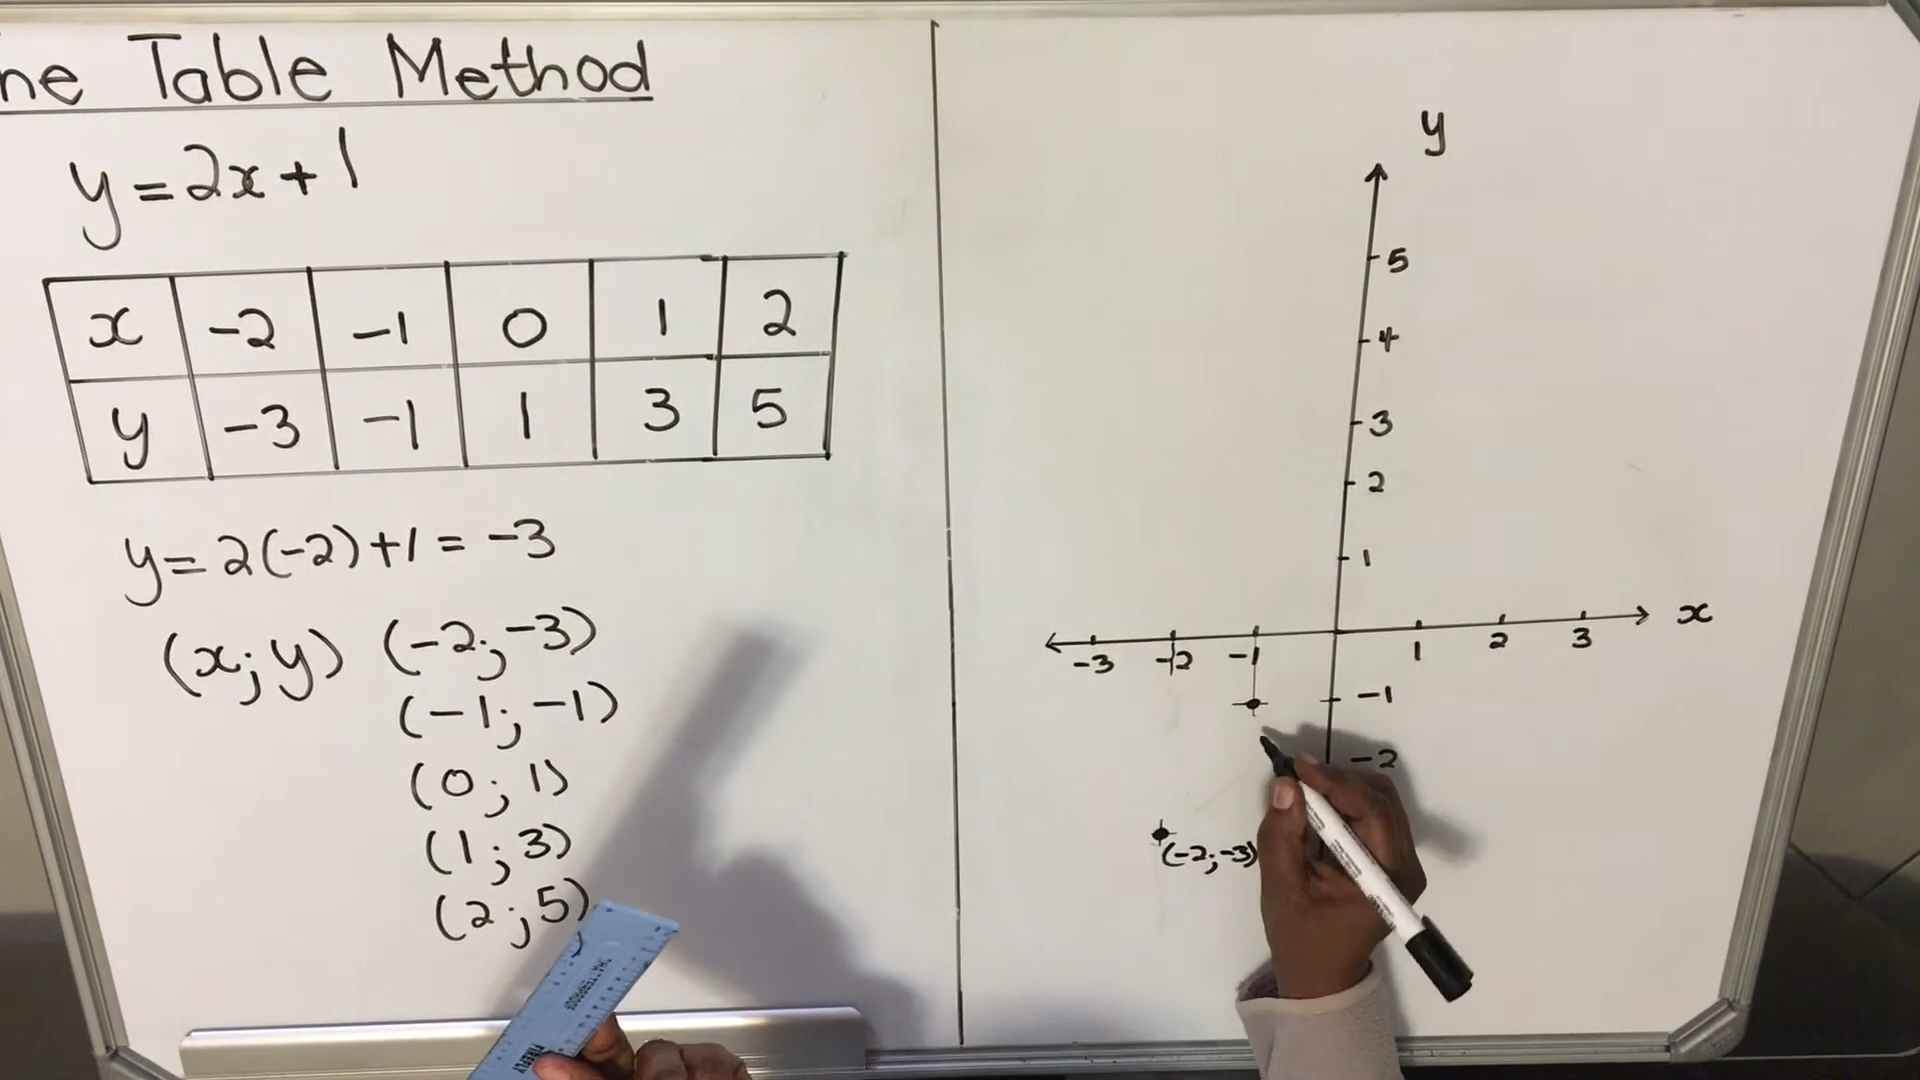 ne Table Method
y = 2x + 1
x -2 -1 0 1 2
y -3 -1 1 3 5
y = 2(-2) + 1 = -3
(x; y) (-2; -3)
(-1; -1)
(0; 1)
(1; 3)
(2; 5)
SHATTERPROOF
FIREFLY
y
5
4
3
2
1
x
-3 -2 -1 1 2 3
-1
-2
(-2; -3)